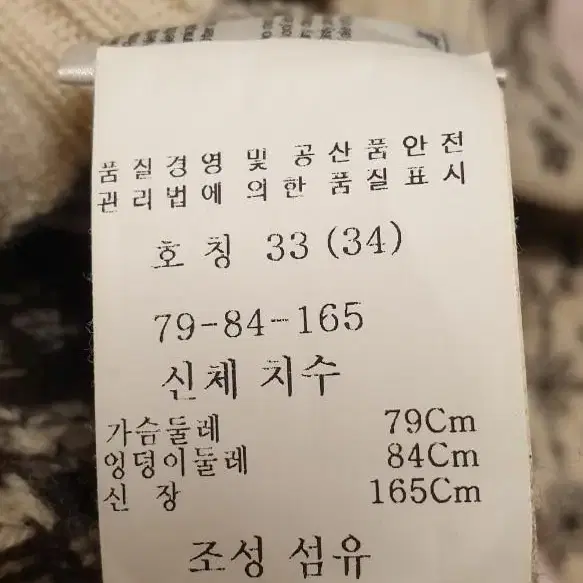 품질경영 및 공산품안전
관리법에 의한 품질표시
호칭 33 (34)
79-84-165
신체 치수
가슴둘레 79Cm
엉덩이둘레 84Cm
신 장 165Cm
조성 섬유